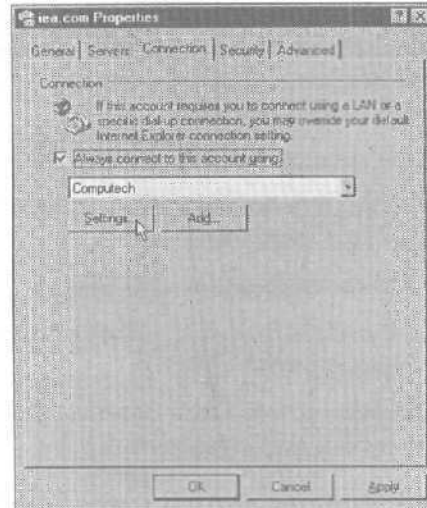 iea.com Properties
General Servers Connection Security Advanced
Connection
If this account requires you to connect using a LAN or a
specific dial-up connection, you may override your default
Internet Explorer connection setting.
Always connect to this account using:
Computech
Settings... Add...
OK Cancel Apply